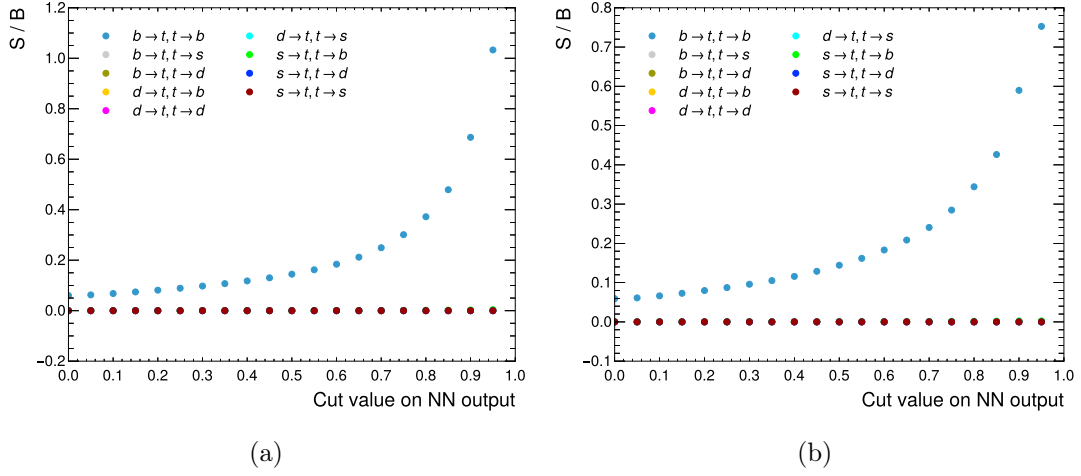 S / B
1.2
1.0
0.8
0.6
0.4
0.2
0.0
−0.2
b → t, t → b
b → t, t → s
b → t, t → d
d → t, t → b
d → t, t → d
d → t, t → s
s → t, t → b
s → t, t → d
s → t, t → s
0.0 0.1 0.2 0.3 0.4 0.5 0.6 0.7 0.8 0.9 1.0
Cut value on NN output
(a)
S / B
0.8
0.7
0.6
0.5
0.4
0.3
0.2
0.1
0.0
−0.1
b → t, t → b
b → t, t → s
b → t, t → d
d → t, t → b
d → t, t → d
d → t, t → s
s → t, t → b
s → t, t → d
s → t, t → s
0.0 0.1 0.2 0.3 0.4 0.5 0.6 0.7 0.8 0.9 1.0
Cut value on NN output
(b)